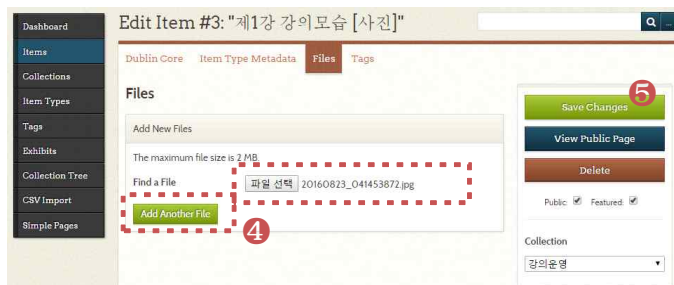 Dashboard
Items
Collections
Item Types
Tags
Exhibits
Collection Tree
CSV Import
Simple Pages
Edit Item #3: "제1강 강의모습 [사진]"
...
Dublin Core Item Type Metadata Files Tags
Files
Add New Files
The maximum file size is 2 MB.
Find a File 파일 선택 20160823_041453872.jpg
Add Another File
4
5
Save Changes
View Public Page
Delete
Public: Featured:
Collection
강의운영